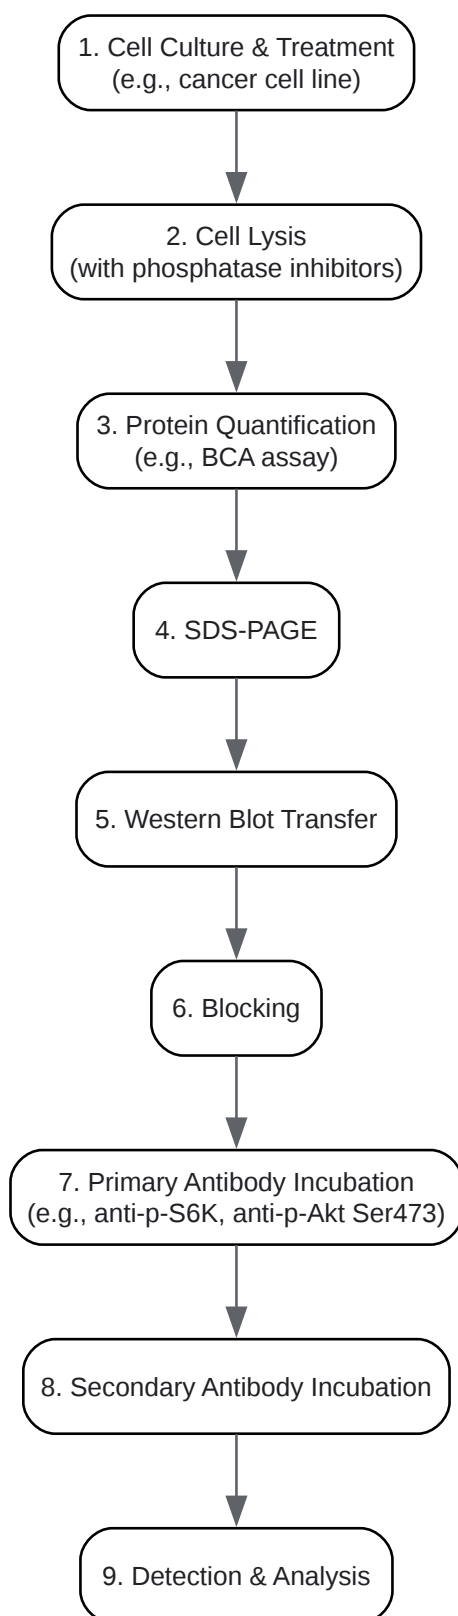 1. Cell Culture & Treatment
(e.g., cancer cell line)
2. Cell Lysis
(with phosphatase inhibitors)
3. Protein Quantification
(e.g., BCA assay)
4. SDS-PAGE
5. Western Blot Transfer
6. Blocking
7. Primary Antibody Incubation
(e.g., anti-p-S6K, anti-p-Akt Ser473)
8. Secondary Antibody Incubation
9. Detection & Analysis